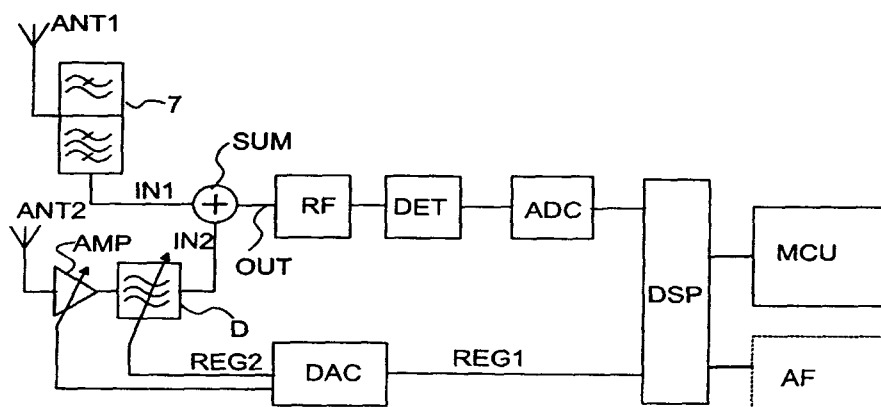 ANT1
7
SUM
IN1
ANT2
AMP
IN2
OUT
RF
DET
ADC
DSP
MCU
D
REG2
DAC
REG1
AF